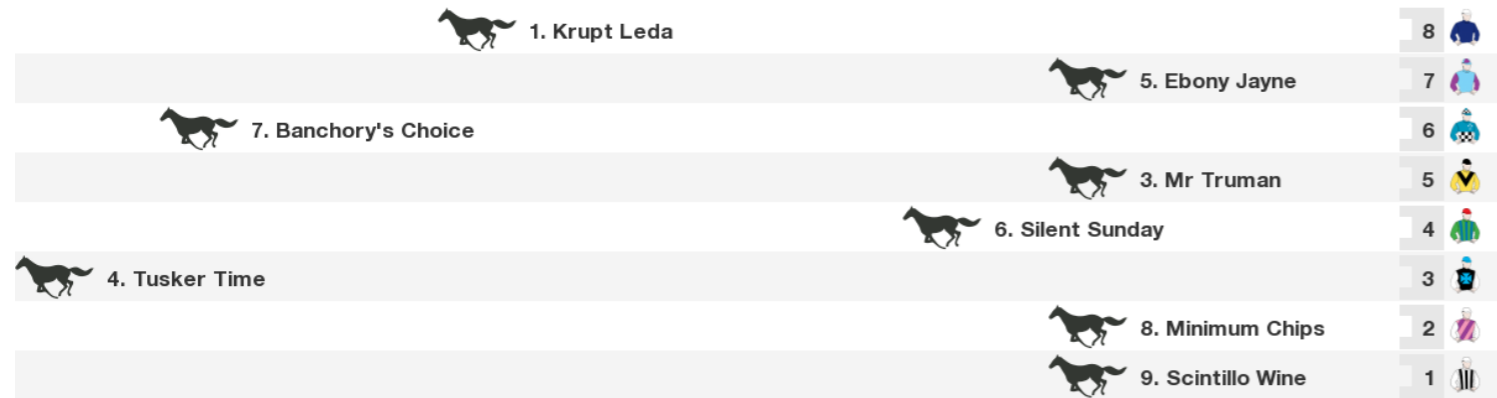 1. Krupt Leda 8
5. Ebony Jayne 7
7. Banchory's Choice 6
3. Mr Truman 5
6. Silent Sunday 4
4. Tusker Time 3
8. Minimum Chips 2
9. Scintillo Wine 1